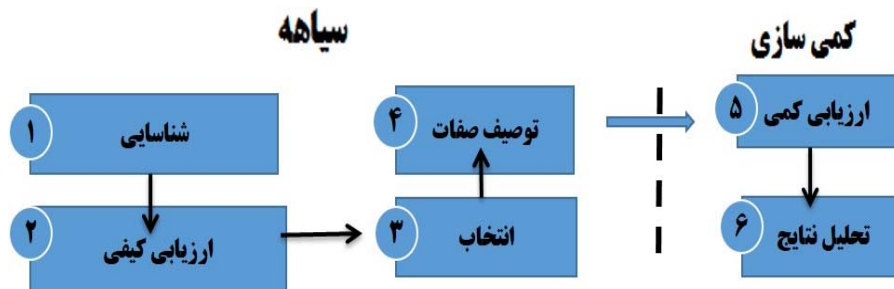 سیاهه
کمی سازی
۱ شناسایی
۲ ارزیابی کیفی
۳ انتخاب
۴ توصیف صفات
۵ ارزیابی کمی
۶ تحلیل نتایج